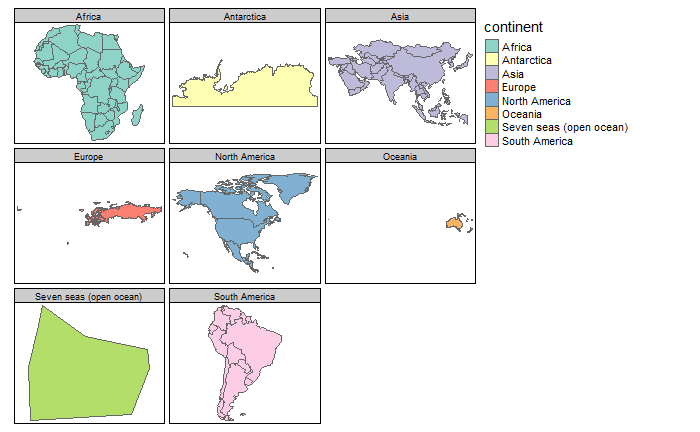 Africa
Antarctica
Asia
Europe
North America
Oceania
Seven seas (open ocean)
South America
continent
Africa
Antarctica
Asia
Europe
North America
Oceania
Seven seas (open ocean)
South America